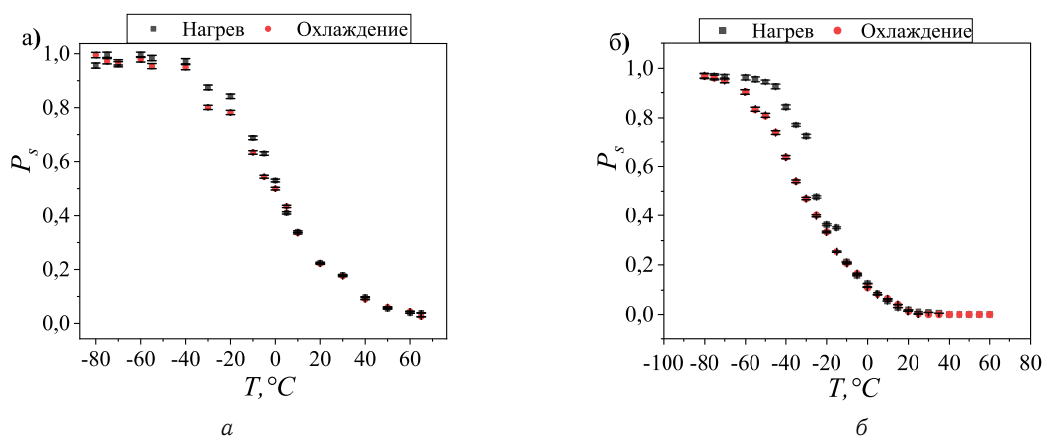 Нагрев Охлаждение
а)
1,0
0,8
0,6
0,4
0,2
0,0
Ps
-80 -60 -40 -20 0 20 40 60
T,°C
а
Нагрев Охлаждение
б)
1,0
0,8
0,6
0,4
0,2
0,0
Ps
-100 -80 -60 -40 -20 0 20 40 60 80
T,°C
б